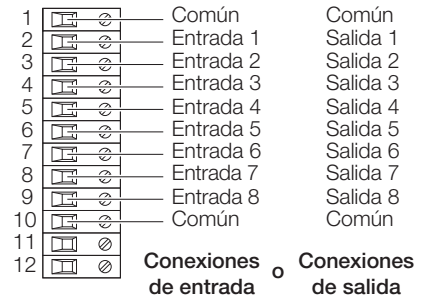 1 Común Común
2 Entrada 1 Salida 1
3 Entrada 2 Salida 2
4 Entrada 3 Salida 3
5 Entrada 4 Salida 4
6 Entrada 5 Salida 5
7 Entrada 6 Salida 6
8 Entrada 7 Salida 7
9 Entrada 8 Salida 8
10 Común Común
11
12
Conexiones de entrada o Conexiones de salida